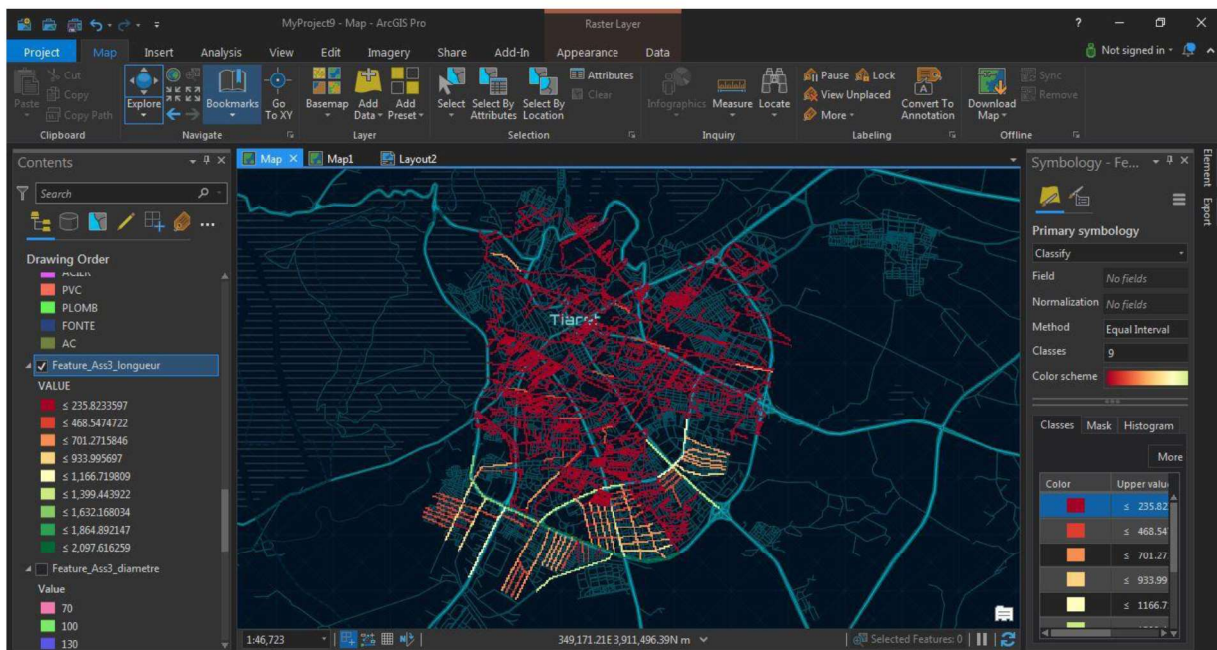 MyProject9 - Map - ArcGIS Pro
Raster Layer
?
Not signed in
Project Map Insert Analysis View Edit Imagery Share Add-In Appearance Data
Paste
Cut
Copy
Copy Path
Clipboard
Explore
Bookmarks
Go To XY
Navigate
Basemap
Add Data
Add Preset
Layer
Select
Select By Attributes
Select By Location
Attributes
Clear
Selection
Infographics
Measure
Locate
Inquiry
Pause
Lock
View Unplaced
More
Convert To Annotation
Labeling
Download Map
Sync
Remove
Offline
Contents
Search
Drawing Order
ACIER
PVC
PLOMB
FONTE
AC
Feature_Ass3_longueur
VALUE
≤ 235.8233597
≤ 468.5474722
≤ 701.2715846
≤ 933.995697
≤ 1,166.719809
≤ 1,399.443922
≤ 1,632.168034
≤ 1,864.892147
≤ 2,097.616259
Feature_Ass3_diametre
Value
70
100
130
Map
Map1
Layout2
Tiaret
1:46,723
349,171.21E 3,911,496.39N m
Selected Features: 0
Symbology - Fe...
Primary symbology
Classify
Field No fields
Normalization No fields
Method Equal Interval
Classes 9
Color scheme
Classes Mask Histogram
More
Color Upper valu
≤ 235.82
≤ 468.54
≤ 701.27
≤ 933.99
≤ 1166.7
Element
Export